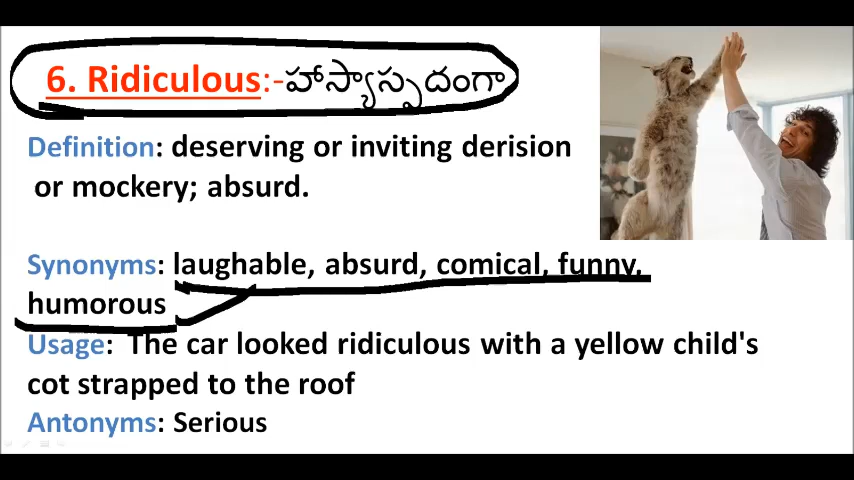 6. Ridiculous:-హాస్యాస్పదంగా
Definition: deserving or inviting derision
or mockery; absurd.
Synonyms: laughable, absurd, comical, funny,
humorous
Usage: The car looked ridiculous with a yellow child's
cot strapped to the roof
Antonyms: Serious